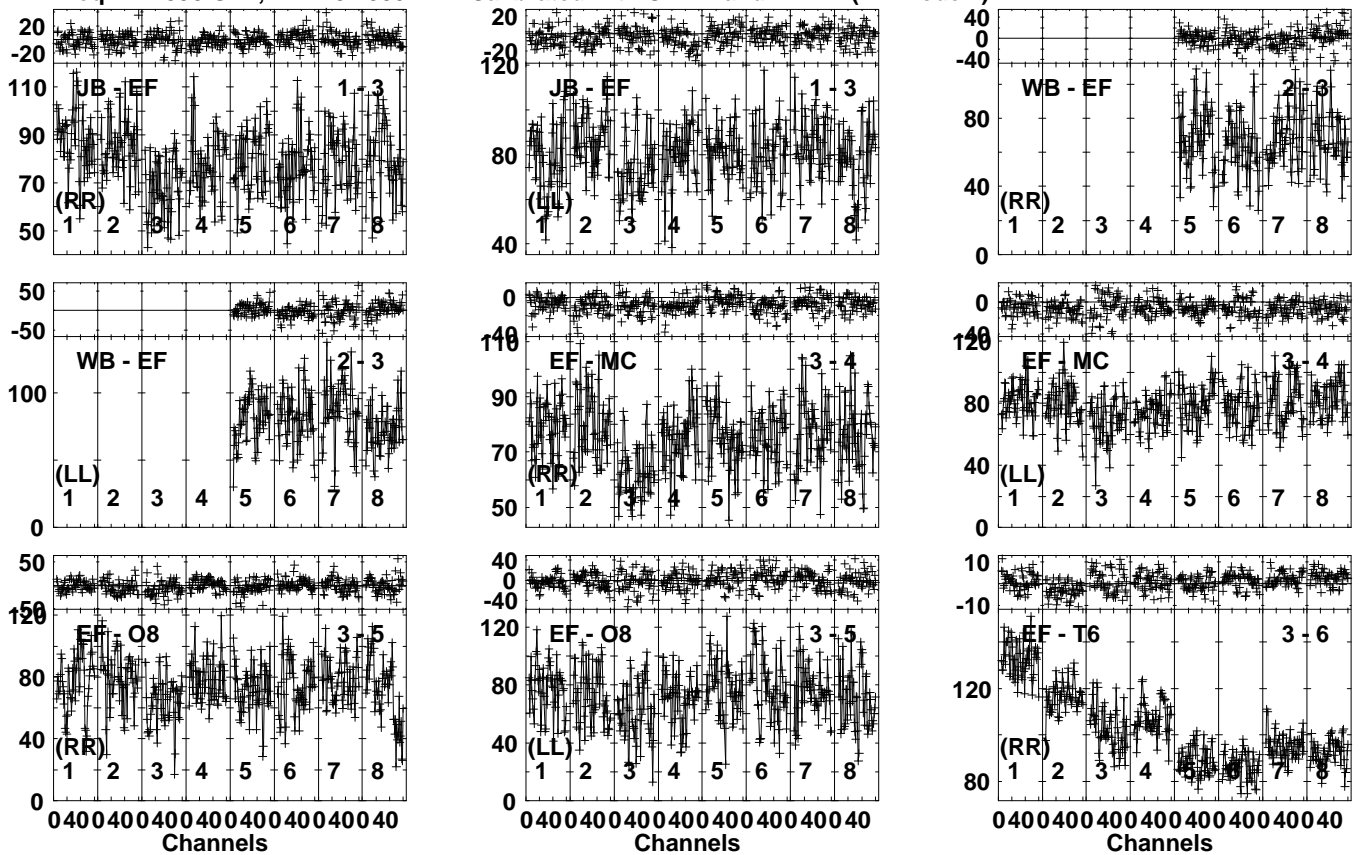 20 -20 110 90 70 50 JB - EF 1 - 3 (RR) 1 2 3 4 5 6 7 8
20 -20 120 80 40 JB - EF 1 - 3 (LL) 1 2 3 4 5 6 7 8
40 0 -40 80 40 0 WB - EF 2 - 3 (RR) 1 2 3 4 5 6 7 8
50 -50 100 0 WB - EF 2 - 3 (LL) 1 2 3 4 5 6 7 8
0 -40 110 90 70 50 EF - MC 3 - 4 (RR) 1 2 3 4 5 6 7 8
0 -40 120 80 40 0 EF - MC 3 - 4 (LL) 1 2 3 4 5 6 7 8
50 -50 120 80 40 0 EF - O8 3 - 5 (RR) 1 2 3 4 5 6 7 8
40 0 -40 120 80 40 0 EF - O8 3 - 5 (LL) 1 2 3 4 5 6 7 8
10 -10 120 80 EF - T6 3 - 6 (RR) 1 2 3 4 5 6 7 8
0 40 0 40 0 40 0 40 0 40 0 40 0 40 0 40
Channels
0 40 0 40 0 40 0 40 0 40 0 40 0 40 0 40
Channels
0 40 0 40 0 40 0 40 0 40 0 40 0 40 0 40
Channels